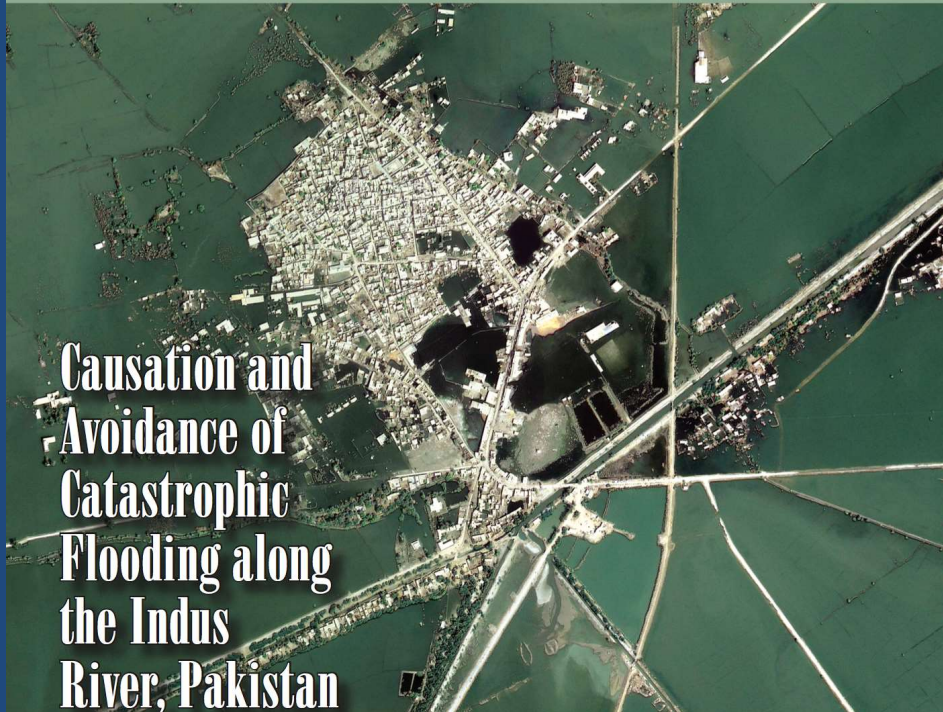 Causation and
Avoidance of
Catastrophic
Flooding along
the Indus
River, Pakistan